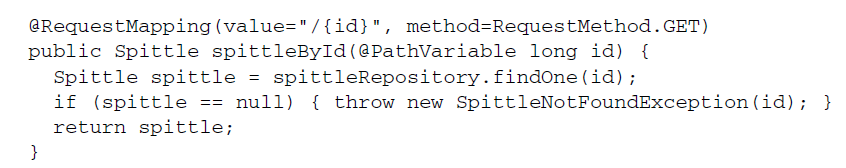 @RequestMapping(value="/{id}", method=RequestMethod.GET)
public Spittle spittleById(@PathVariable long id) {
  Spittle spittle = spittleRepository.findOne(id);
  if (spittle == null) { throw new SpittleNotFoundException(id); }
  return spittle;
}